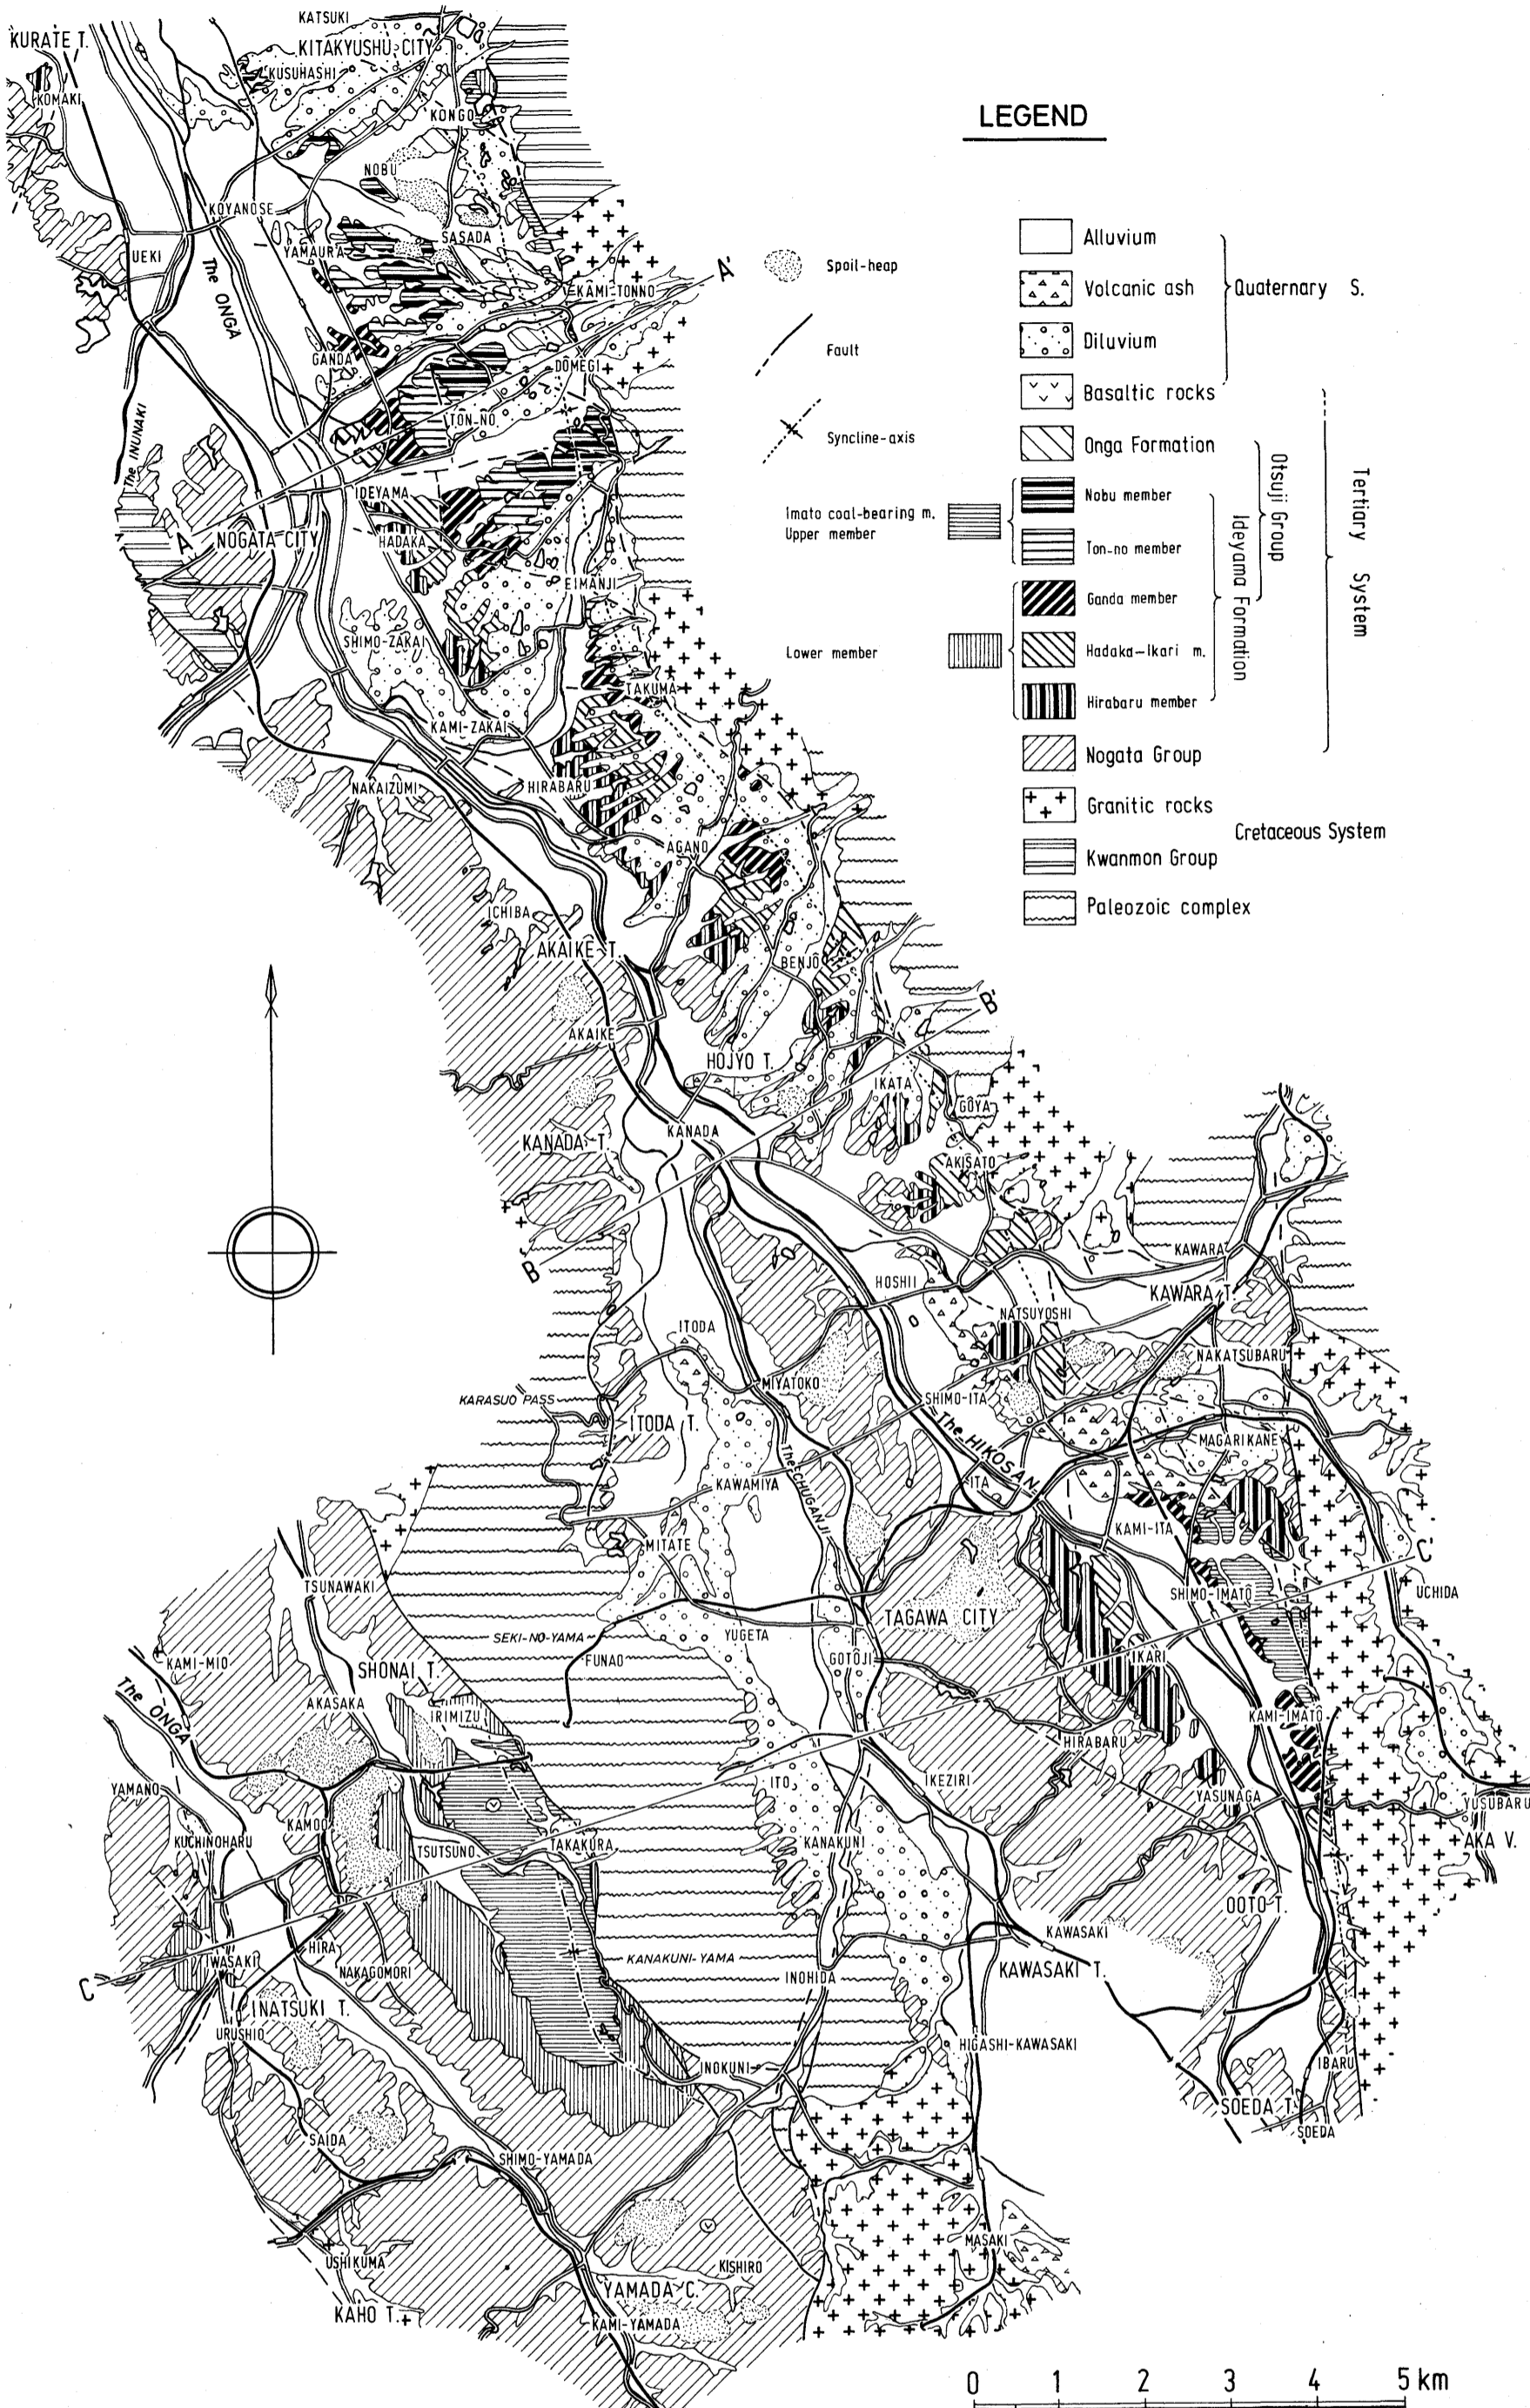 KATSUKI
KURATE T.
KITAKYUSHU CITY
KUSUHASHI
KOMAKI
KONGO
NOBU
KOYANOSE
SASADA
YAMAURA
UEKI
The ONGA
KAMI-TONNO
A'
GANDA
DŌMEGI
TON-NO
The INUNAKI
IDEYAMA
A
NOGATA CITY
HADAKA
EIMANJI
SHIMO-ZAKAI
TAKUMA
KAMI-ZAKAI
NAKAIZUMI
HIRABARU
AGANO
ICHIBA
AKAIKE T.
BENJŌ
B'
AKAIKE
HOJYO T.
IKATA
GŌYA
KANADA T.
KANADA
AKISATO
B
KAWARA
HOSHII
KAWARA T.
NATSUYOSHI
ITODA
NAKATSUBARU
MIYATOKO
KARASUO PASS
SHIMO-ITA
ITODA T.
The HIKOSAN
MAGARIKANE
KAWAMIYA
The CHUGANJI
ITA
KAMI-ITA
MITATE
C'
TSUNAWAKI
SHIMO-IMATŌ
UCHIDA
TAGAWA CITY
SEKI-NO-YAMA
YUGETA
FUNAO
GOTŌJI
IKARI
KAMI-MIO
SHONAI T.
The ONGA
AKASAKA
IRIMIZU
KAMI-IMATŌ
HIRABARU
YAMANO
ITO
IKEZIRI
YASUNAGA
YUSUBARU
KAMOO
KUCHINOHARU
TSUTSUNO
TAKAKURA
KANAKUNI
AKA V.
OOTO T.
KAWASAKI
HIRA
IWASAKI
NAKAGOMORI
KANAKUNI-YAMA
INOHIDA
KAWASAKI T.
C
INATSUKI T.
URUSHIO
HIGASHI-KAWASAKI
INOKUNI
IBARU
SOEDA T.
SOEDA
SAIDA
SHIMO-YAMADA
MASAKI
USHIKUMA
KISHIRO
YAMADA C.
KAHO T.
KAMI-YAMADA
LEGEND
Spoil-heap
Fault
Syncline-axis
Imato coal-bearing m.
Upper member
Lower member
Alluvium
Volcanic ash
Diluvium
Basaltic rocks
Onga Formation
Nobu member
Ton-no member
Ganda member
Hadaka-Ikari m.
Hirabaru member
Nogata Group
Granitic rocks
Kwanmon Group
Paleozoic complex
Quaternary S.
Ideyama Formation
Otsuji Group
Tertiary System
Cretaceous System
0 1 2 3 4 5 km